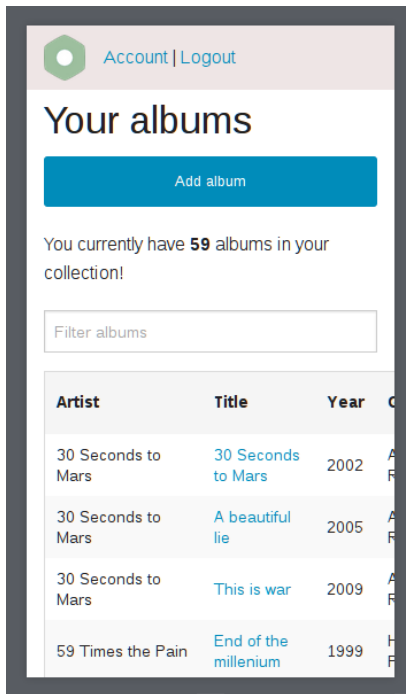 Account | Logout
Your albums
Add album
You currently have 59 albums in your
collection!
Filter albums
Artist Title Year
30 Seconds to Mars 30 Seconds to Mars 2002
30 Seconds to Mars A beautiful lie 2005
30 Seconds to Mars This is war 2009
59 Times the Pain End of the millenium 1999